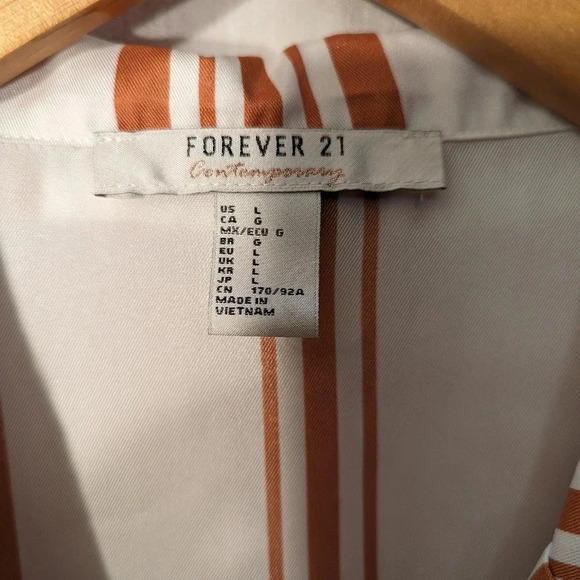 FOREVER 21
Contemporary
US L
CA G
MX/ECU G
BR G
EU L
UK L
KR L
JP L
CN 170/92A
MADE IN
VIETNAM